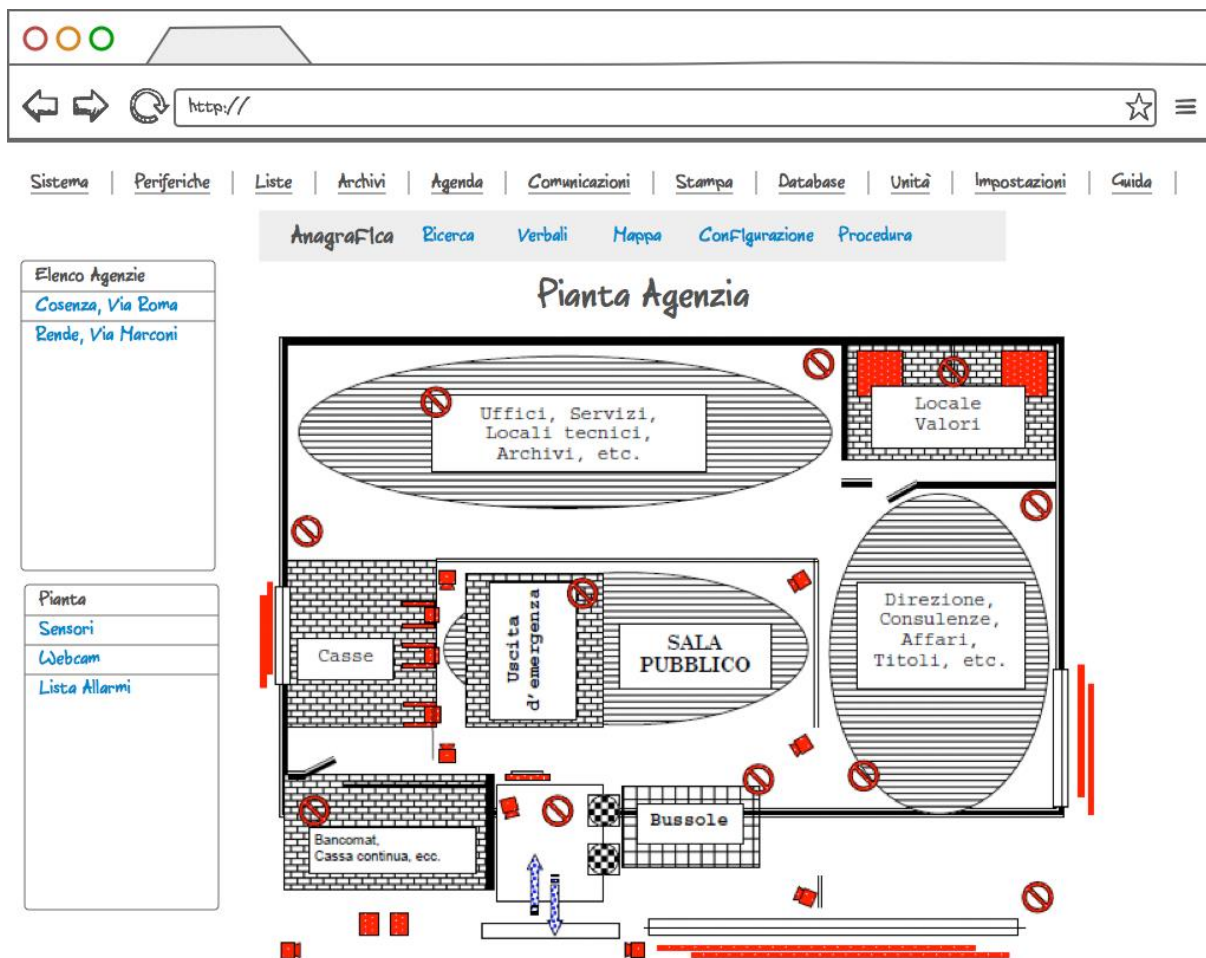 http://
Sistema | Periferiche | Liste | Archivi | Agenda | Comunicazioni | Stampa | Database | Unità | Impostazioni | Guida |
AnagraFIca Ricerca Verbali Mappa ConFIgurazione Procedura
Elenco Agenzie
Cosenza, Via Roma
Rende, Via Marconi
Pianta Agenzia
Uffici, Servizi,
Locali tecnici,
Archivi, etc.
Locale
Valori
Pianta
Sensori
Webcam
Lista Allarmi
Casse
Uscita
d'emergenza
SALA
PUBBLICO
Direzione,
Consulenze,
Affari,
Titoli, etc.
Bancomat,
Cassa continua, ecc.
Bussole